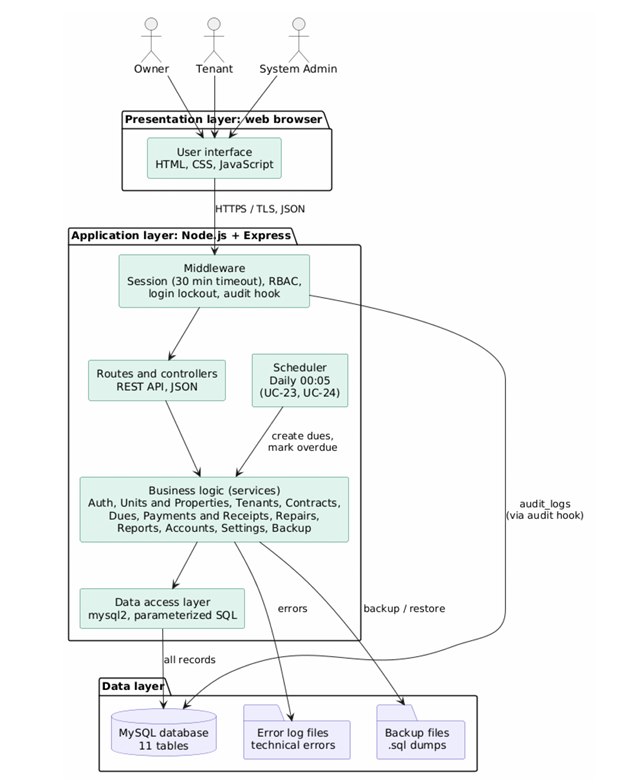 Owner
Tenant
System Admin
Presentation layer: web browser
User interface
HTML, CSS, JavaScript
HTTPS / TLS, JSON
Application layer: Node.js + Express
Middleware
Session (30 min timeout), RBAC,
login lockout, audit hook
Routes and controllers
REST API, JSON
Scheduler
Daily 00:05
(UC-23, UC-24)
create dues,
mark overdue
Business logic (services)
Auth, Units and Properties, Tenants, Contracts,
Dues, Payments and Receipts, Repairs,
Reports, Accounts, Settings, Backup
audit_logs
(via audit hook)
Data access layer
mysql2, parameterized SQL
errors
backup / restore
all records
Data layer
MySQL database
11 tables
Error log files
technical errors
Backup files
.sql dumps